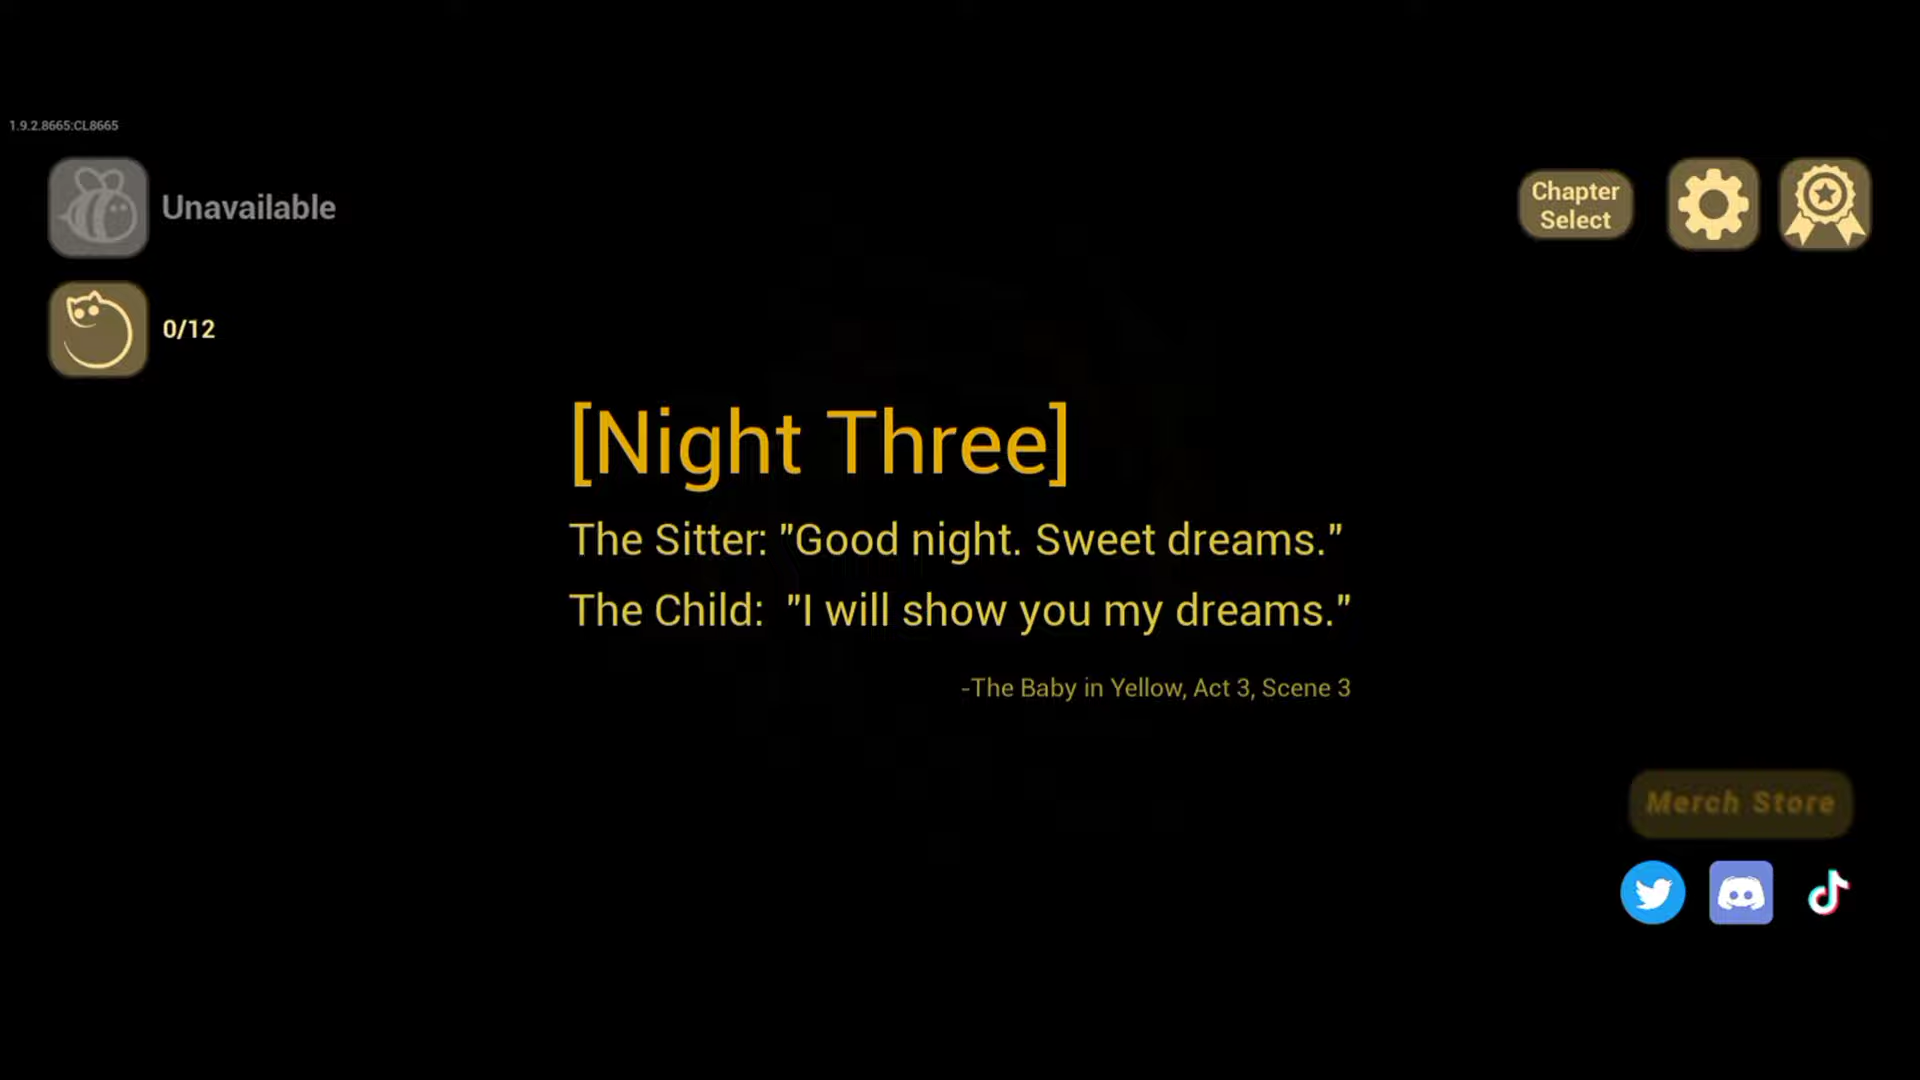 1.9.2.8665:CL8665
Unavailable
Chapter
Select
0/12
[Night Three]
The Sitter: "Good night. Sweet dreams."
The Child: "I will show you my dreams."
-The Baby in Yellow, Act 3, Scene 3
Merch Store